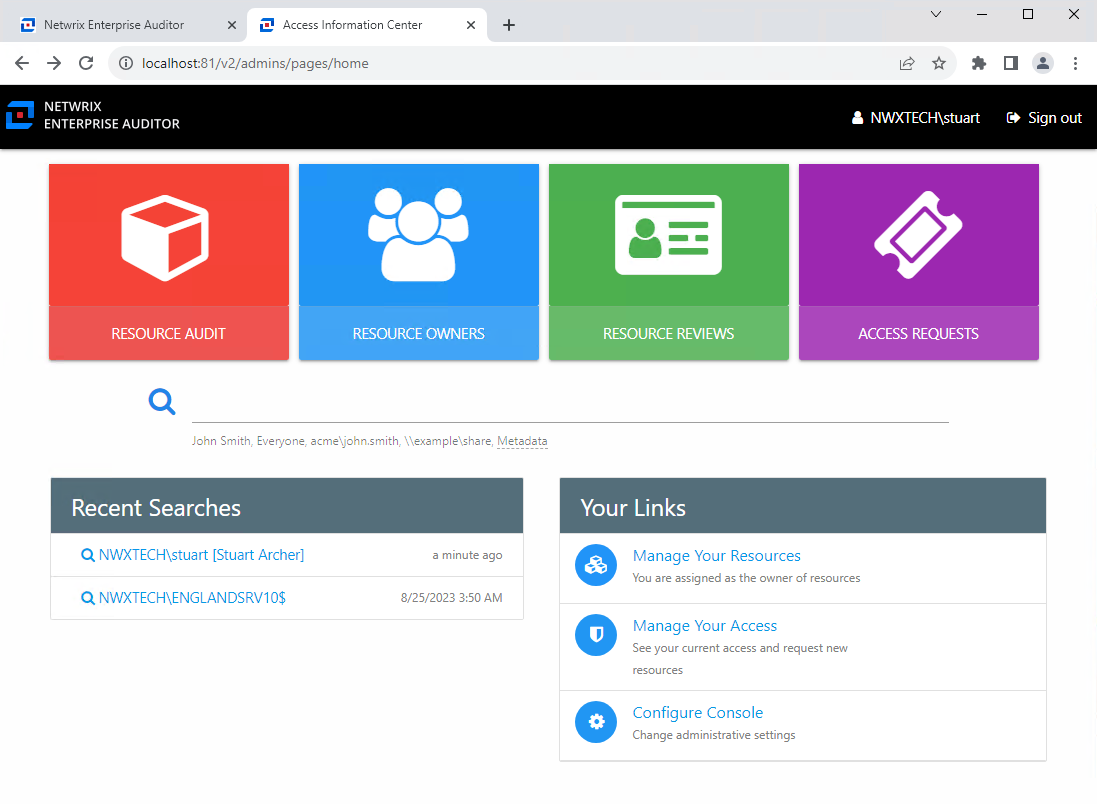 Netwrix Enterprise Auditor
Access Information Center
localhost:81/v2/admins/pages/home
NETWRIX
ENTERPRISE AUDITOR
NWXTECH\stuart
Sign out
RESOURCE AUDIT
RESOURCE OWNERS
RESOURCE REVIEWS
ACCESS REQUESTS
John Smith, Everyone, acme\john.smith, \\example\share, Metadata
Recent Searches
NWXTECH\stuart [Stuart Archer] a minute ago
NWXTECH\ENGLANDSRV10$ 8/25/2023 3:50 AM
Your Links
Manage Your Resources
You are assigned as the owner of resources
Manage Your Access
See your current access and request new
resources
Configure Console
Change administrative settings